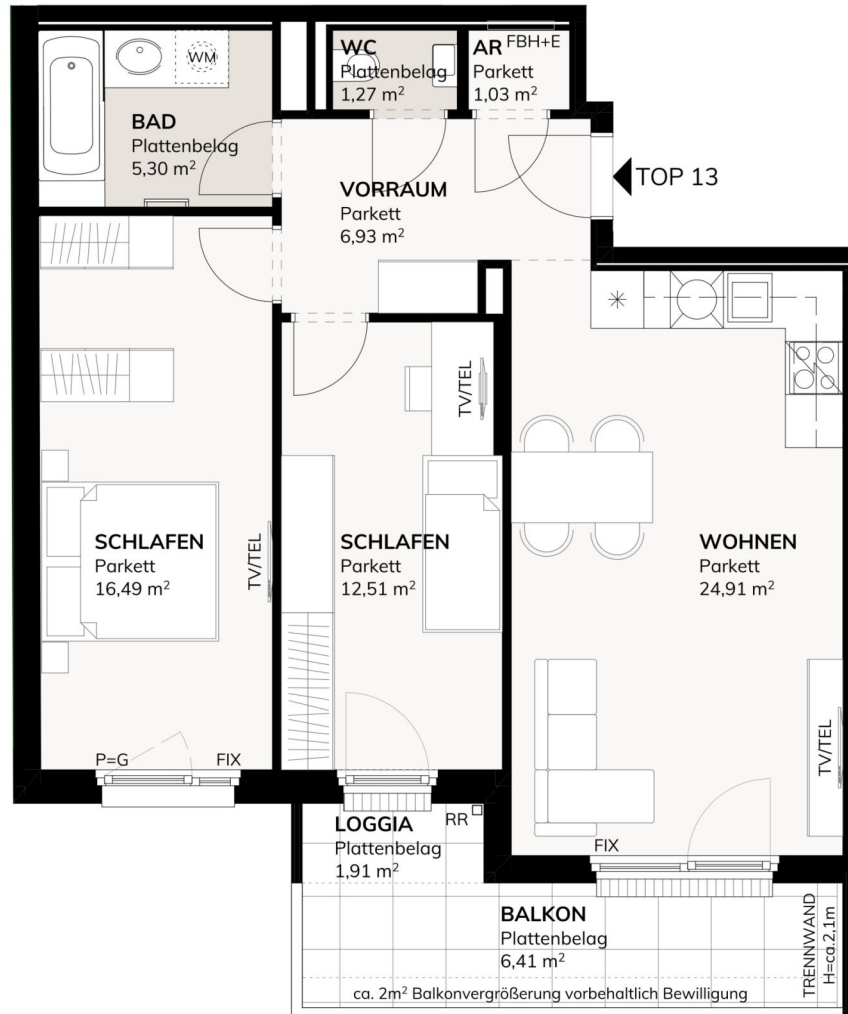 WM
BAD
Plattenbelag
5,30 m²
WC
Plattenbelag
1,27 m²
AR
Parkett
1,03 m²
FBH+E
VORRAUM
Parkett
6,93 m²
TOP 13
TV/TEL
SCHLAFEN
Parkett
16,49 m²
TV/TEL
SCHLAFEN
Parkett
12,51 m²
WOHNEN
Parkett
24,91 m²
TV/TEL
P=G
FIX
LOGGIA
Plattenbelag
1,91 m²
RR
FIX
BALKON
Plattenbelag
6,41 m²
TRENNWAND
H=ca.2,1m
ca. 2m² Balkonvergrößerung vorbehaltlich Bewilligung